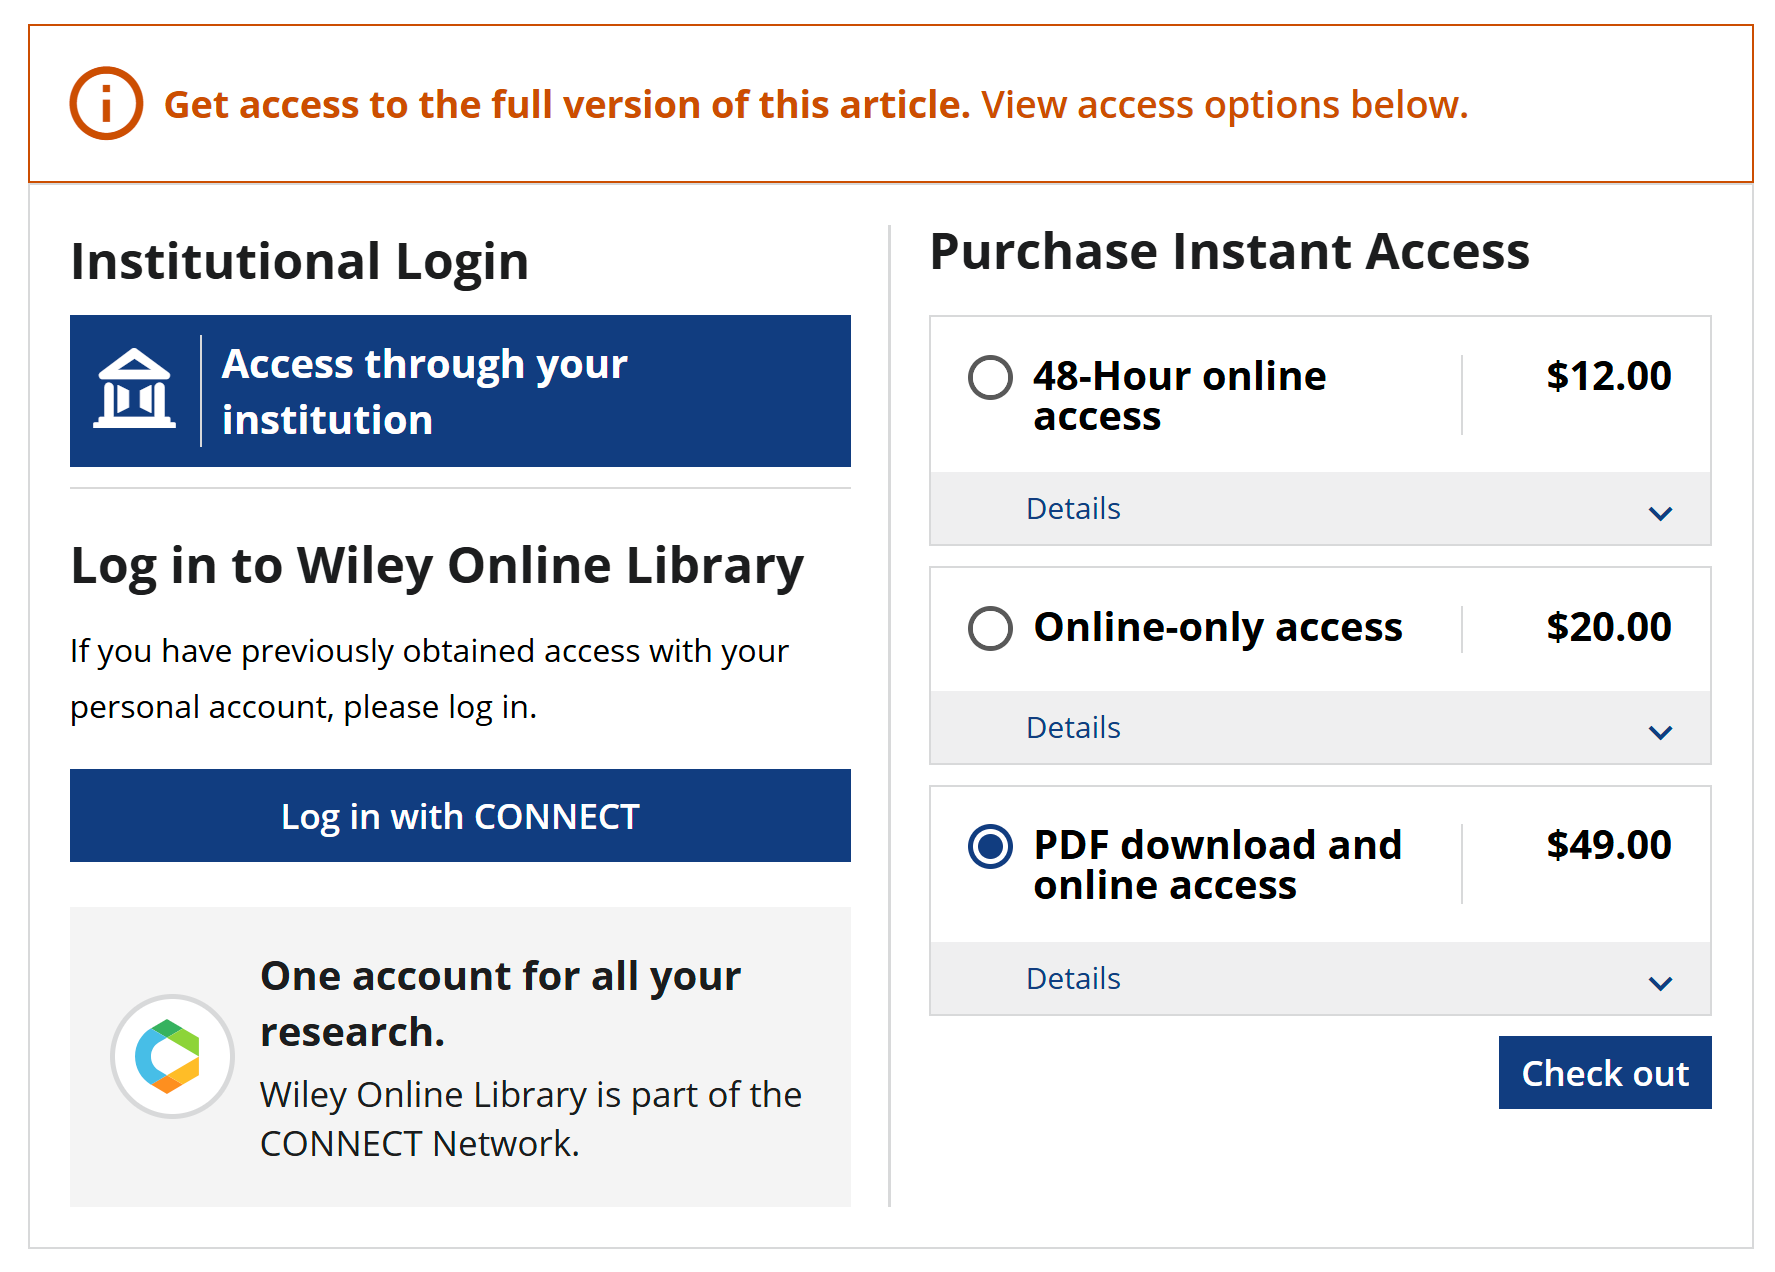 Get access to the full version of this article. View access options below.
Institutional Login
Access through your
institution
Log in to Wiley Online Library
If you have previously obtained access with your
personal account, please log in.
Log in with CONNECT
One account for all your
research.
Wiley Online Library is part of the
CONNECT Network.
Purchase Instant Access
48-Hour online $12.00
access
Details
Online-only access $20.00
Details
PDF download and $49.00
online access
Details
Check out